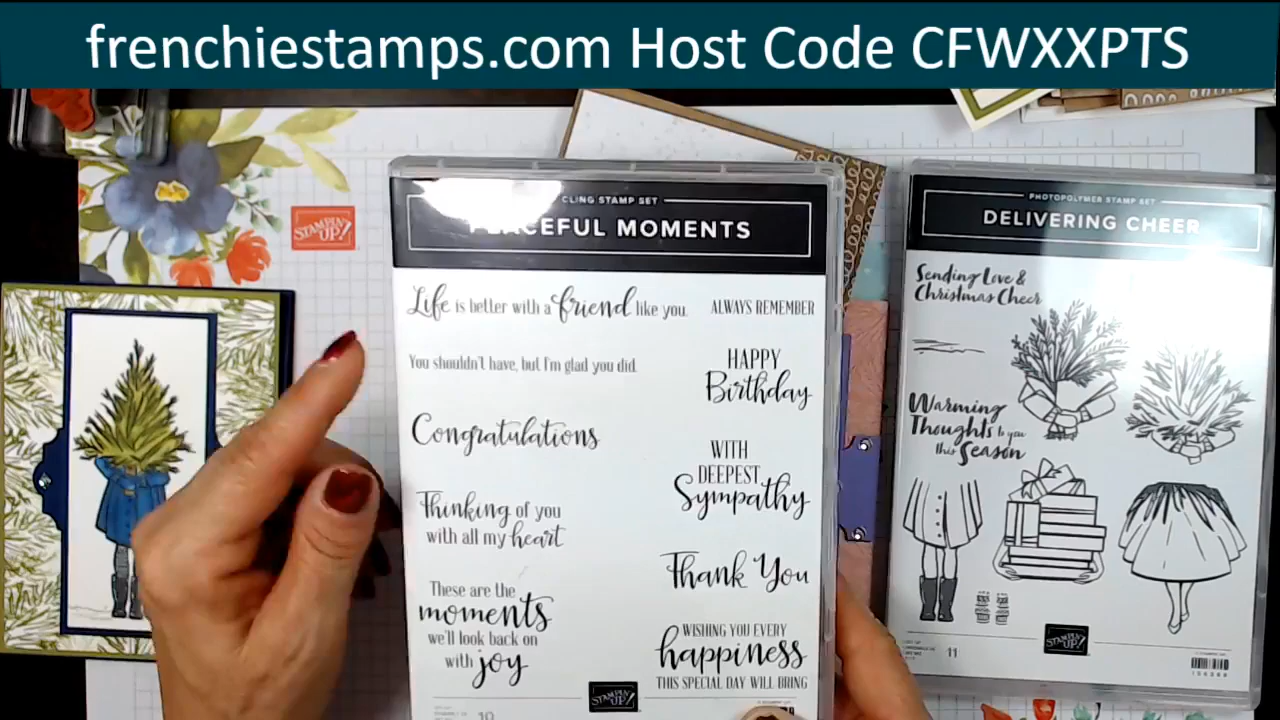 frenchiestamps.com Host Code CFWXXPTS
STAMPIN' UP!
CLING STAMP SET
PEACEFUL MOMENTS
Life is better with a friend like you.
ALWAYS REMEMBER
You shouldn't have, but I'm glad you did.
HAPPY
Birthday
Congratulations
WITH
DEEPEST
Sympathy
Thinking of you
with all my heart
Thank You
These are the
moments
we'll look back on
with joy
WISHING YOU EVERY
happiness
THIS SPECIAL DAY WILL BRING
STAMPIN' UP!
10
PHOTOPOLYMER STAMP SET
DELIVERING CHEER
Sending Love &
Christmas Cheer
Warming
Thoughts to you
this Season
STAMPIN' UP!
11